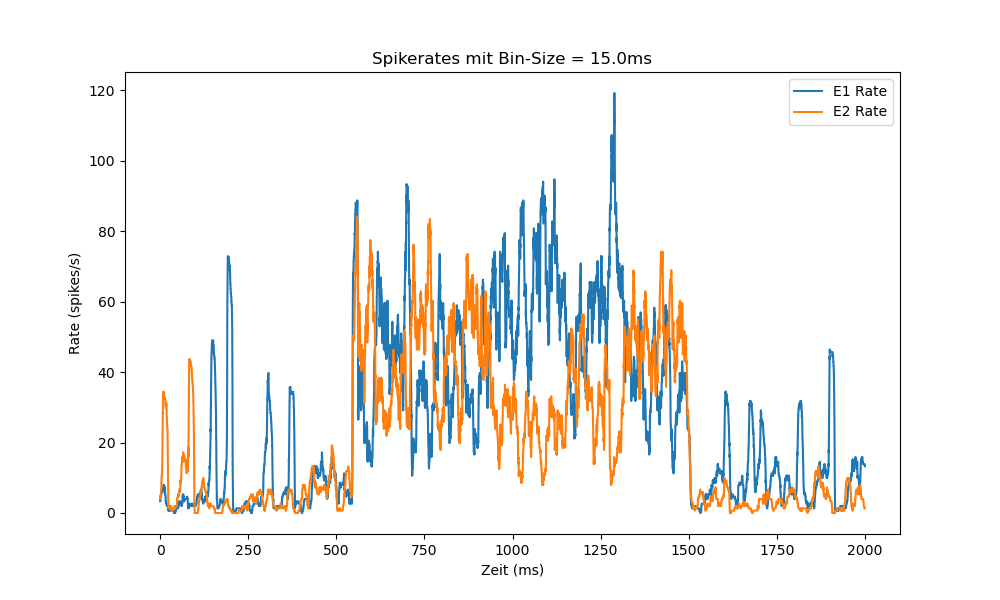 Spikerates mit Bin-Size = 15.0ms
E1 Rate
E2 Rate
120
100
80
60
40
20
0
Rate (spikes/s)
0 250 500 750 1000 1250 1500 1750 2000
Zeit (ms)